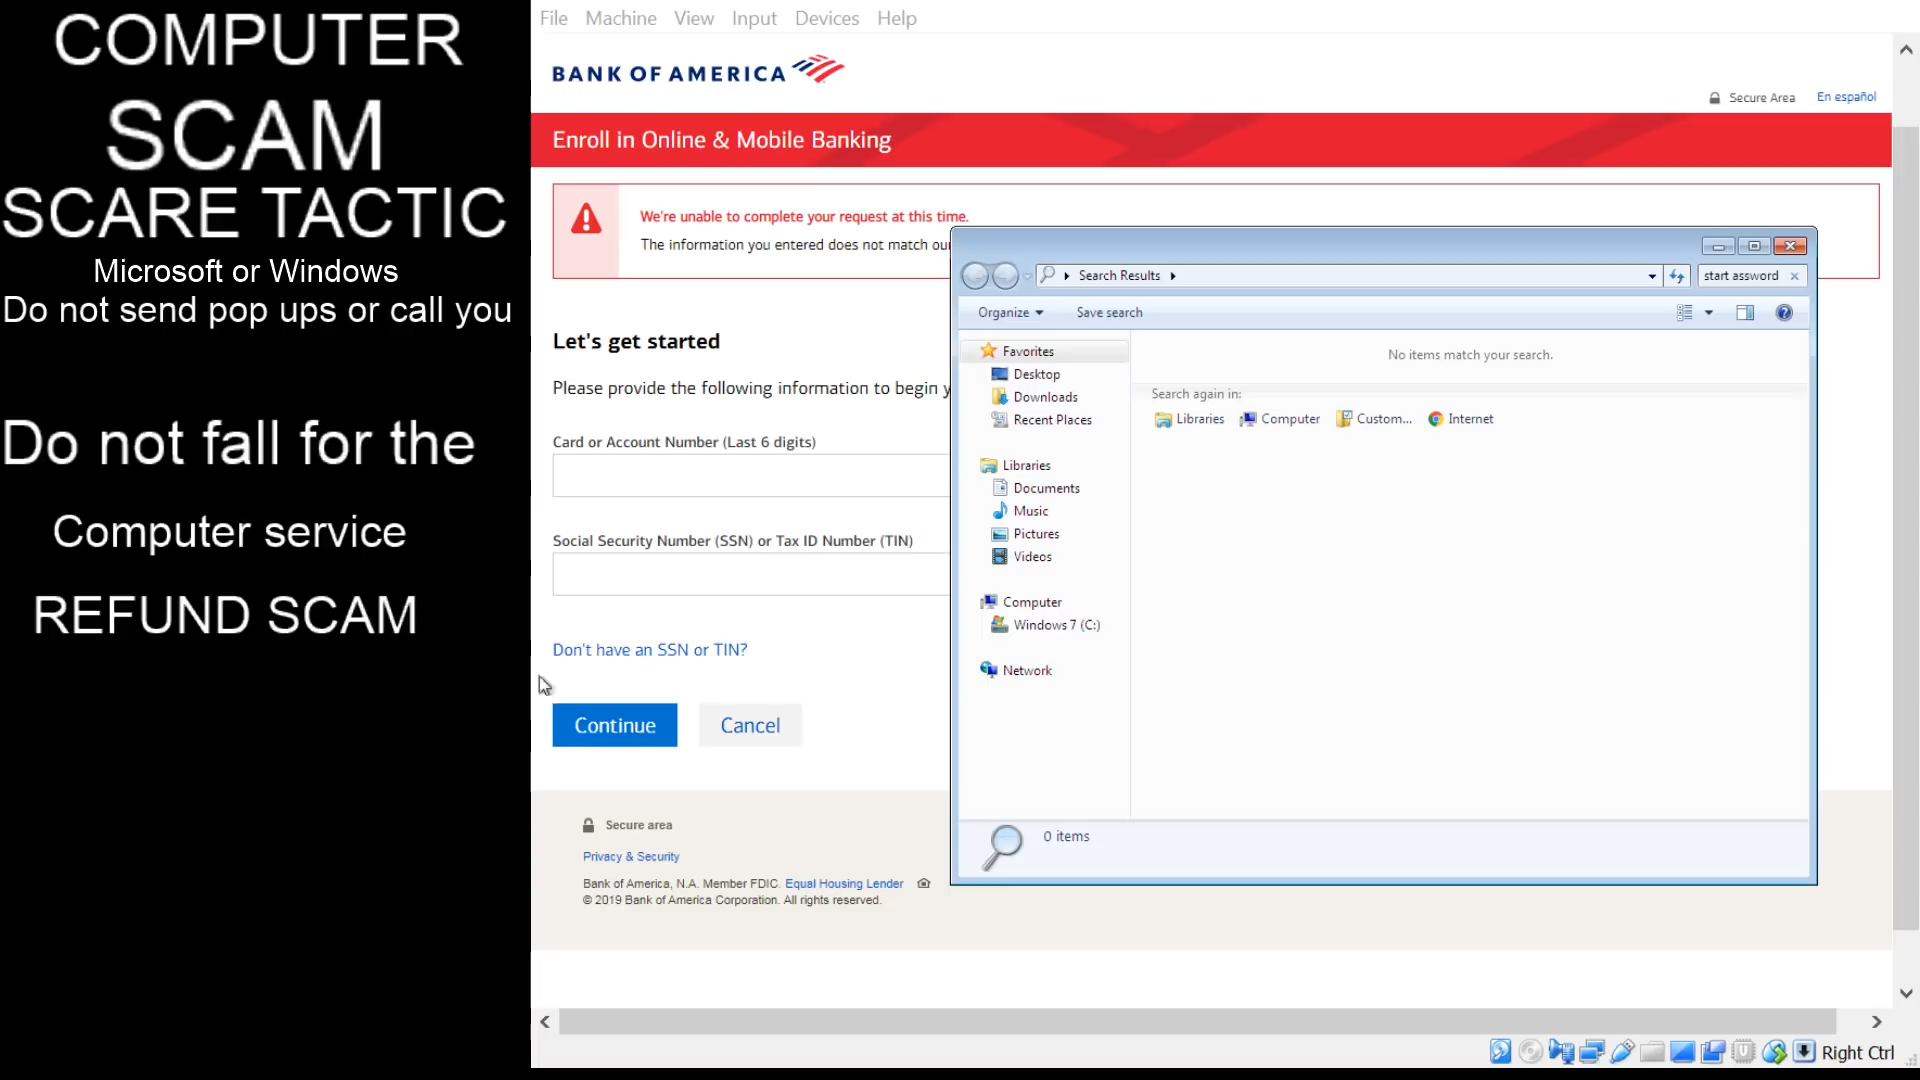 COMPUTER
SCAM
SCARE TACTIC
Microsoft or Windows
Do not send pop ups or call you
Do not fall for the
Computer service
REFUND SCAM
File Machine View Input Devices Help
BANK OF AMERICA
Secure Area En español
Enroll in Online & Mobile Banking
We're unable to complete your request at this time.
The information you entered does not match ou
Let's get started
Please provide the following information to begin y
Card or Account Number (Last 6 digits)
Social Security Number (SSN) or Tax ID Number (TIN)
Don't have an SSN or TIN?
Continue Cancel
Secure area
Privacy & Security
Bank of America, N.A. Member FDIC. Equal Housing Lender
© 2019 Bank of America Corporation. All rights reserved.
Search Results
start assword
Organize Save search
Favorites
Desktop
Downloads
Recent Places
Libraries
Documents
Music
Pictures
Videos
Computer
Windows 7 (C:)
Network
No items match your search.
Search again in:
Libraries Computer Custom... Internet
0 items
Right Ctrl